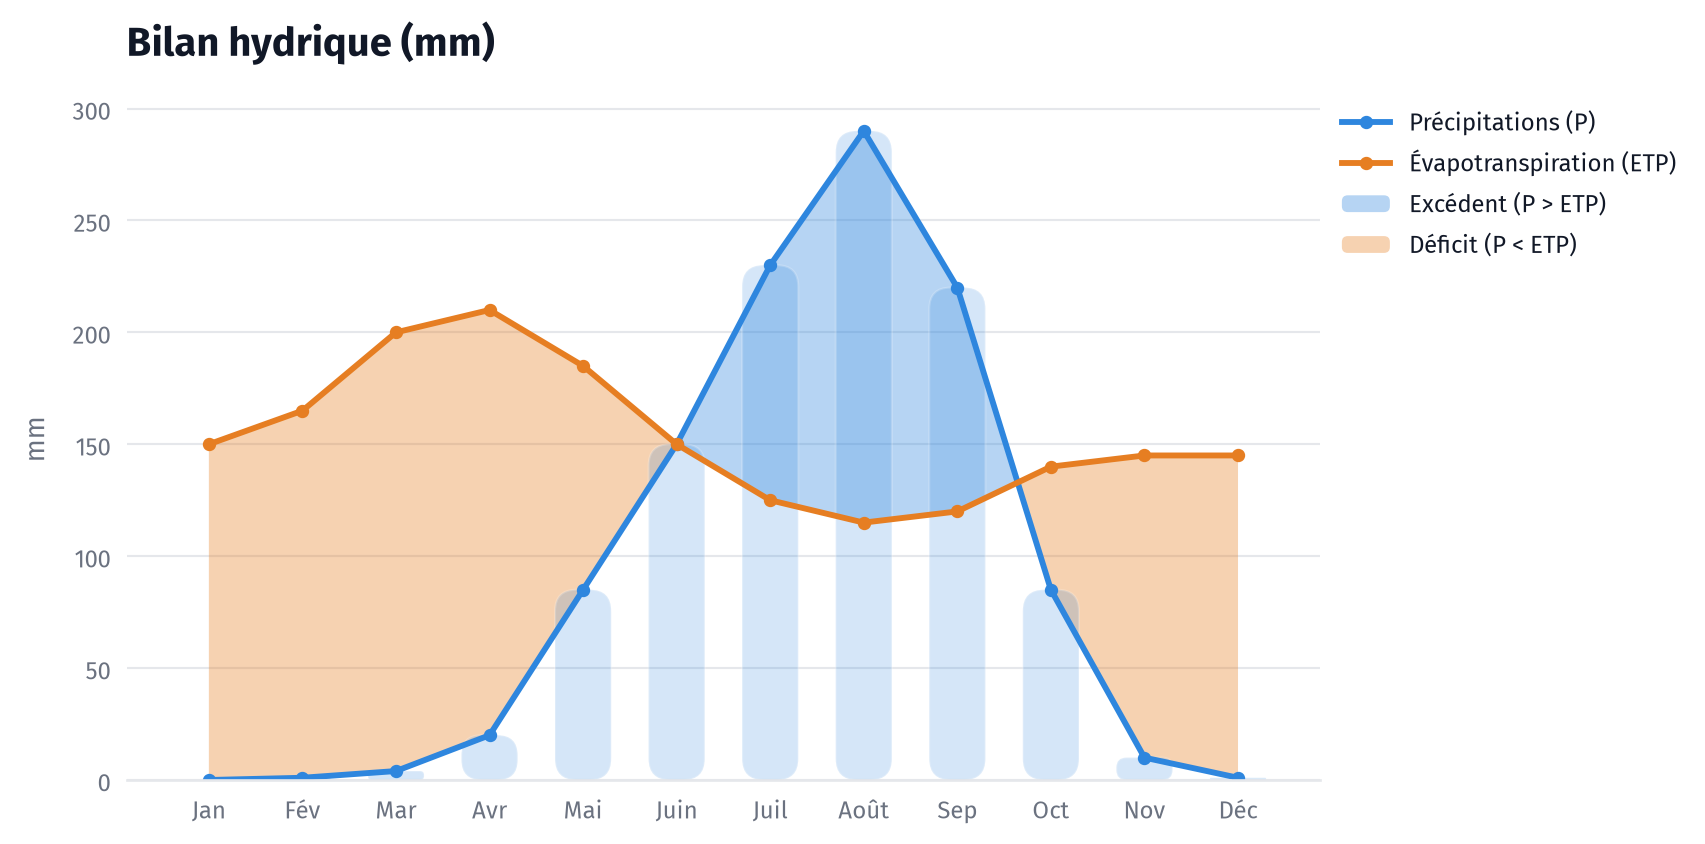 Bilan hydrique (mm)
300
250
200
150
100
50
0
mm
Jan Fév Mar Avr Mai Juin Juil Août Sep Oct Nov Déc
Précipitations (P)
Évapotranspiration (ETP)
Excédent (P > ETP)
Déficit (P < ETP)